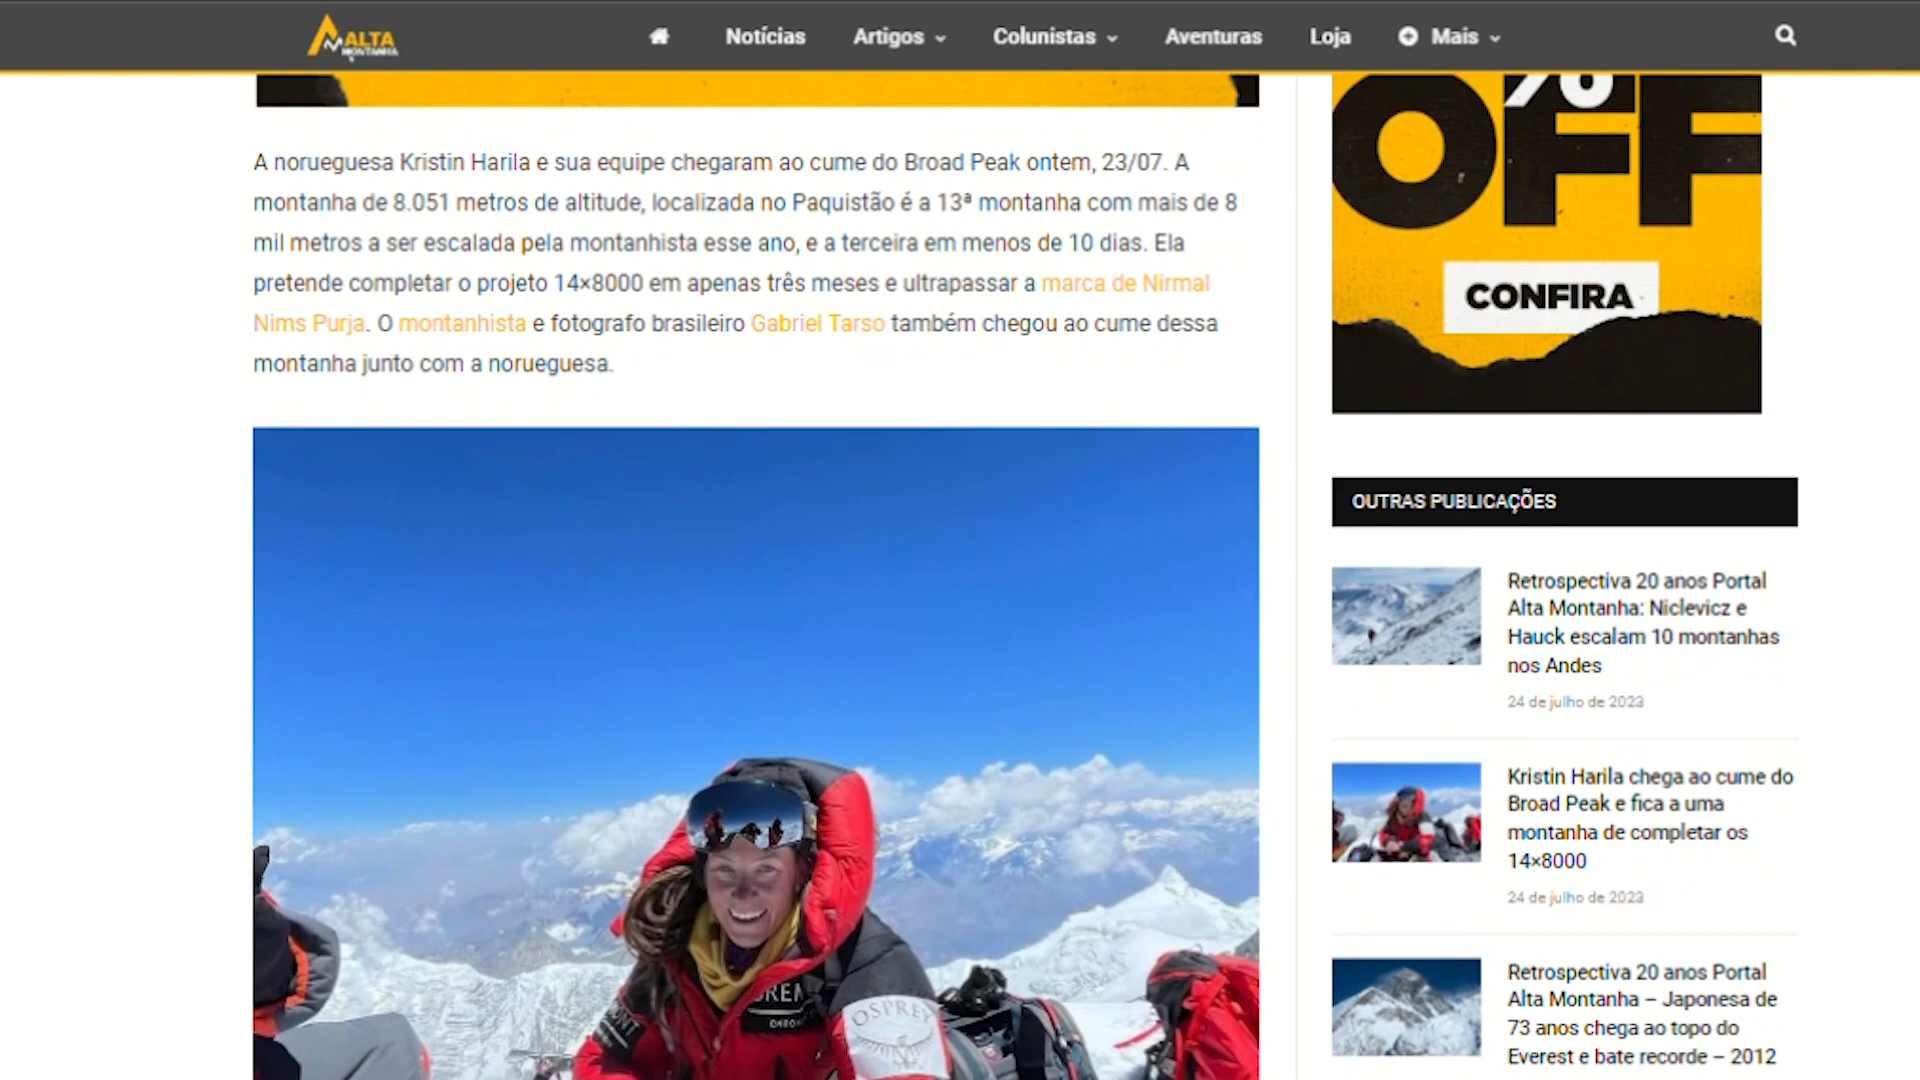 ALTA
MONTANHA
Notícias
Artigos
Colunistas
Aventuras
Loja
Mais
A norueguesa Kristin Harila e sua equipe chegaram ao cume do Broad Peak ontem, 23/07. A
montanha de 8.051 metros de altitude, localizada no Paquistão é a 13ª montanha com mais de 8
mil metros a ser escalada pela montanhista esse ano, e a terceira em menos de 10 dias. Ela
pretende completar o projeto 14×8000 em apenas três meses e ultrapassar a marca de Nirmal
Nims Purja. O montanhista e fotografo brasileiro Gabriel Tarso também chegou ao cume dessa
montanha junto com a norueguesa.
OSPREY
%
OFF
CONFIRA
OUTRAS PUBLICAÇÕES
Retrospectiva 20 anos Portal
Alta Montanha: Niclevicz e
Hauck escalam 10 montanhas
nos Andes
24 de julho de 2023
Kristin Harila chega ao cume do
Broad Peak e fica a uma
montanha de completar os
14×8000
24 de julho de 2023
Retrospectiva 20 anos Portal
Alta Montanha – Japonesa de
73 anos chega ao topo do
Everest e bate recorde – 2012